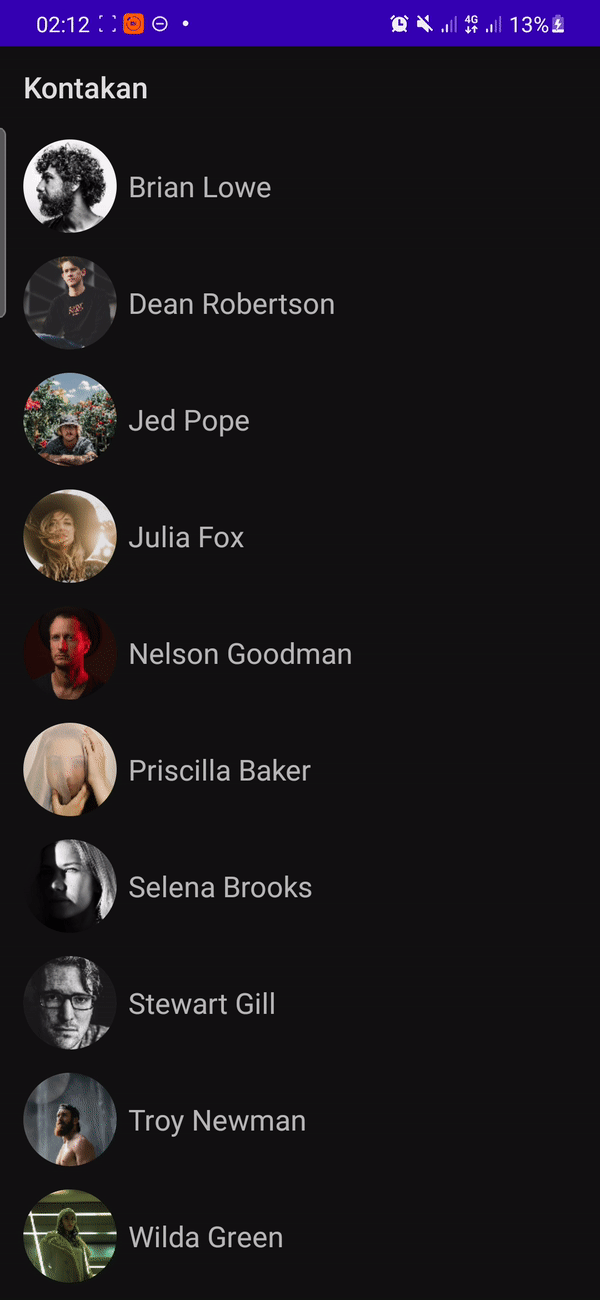 02:12
4G
13%
Kontakan
Brian Lowe
Dean Robertson
Jed Pope
Julia Fox
Nelson Goodman
Priscilla Baker
Selena Brooks
Stewart Gill
Troy Newman
Wilda Green